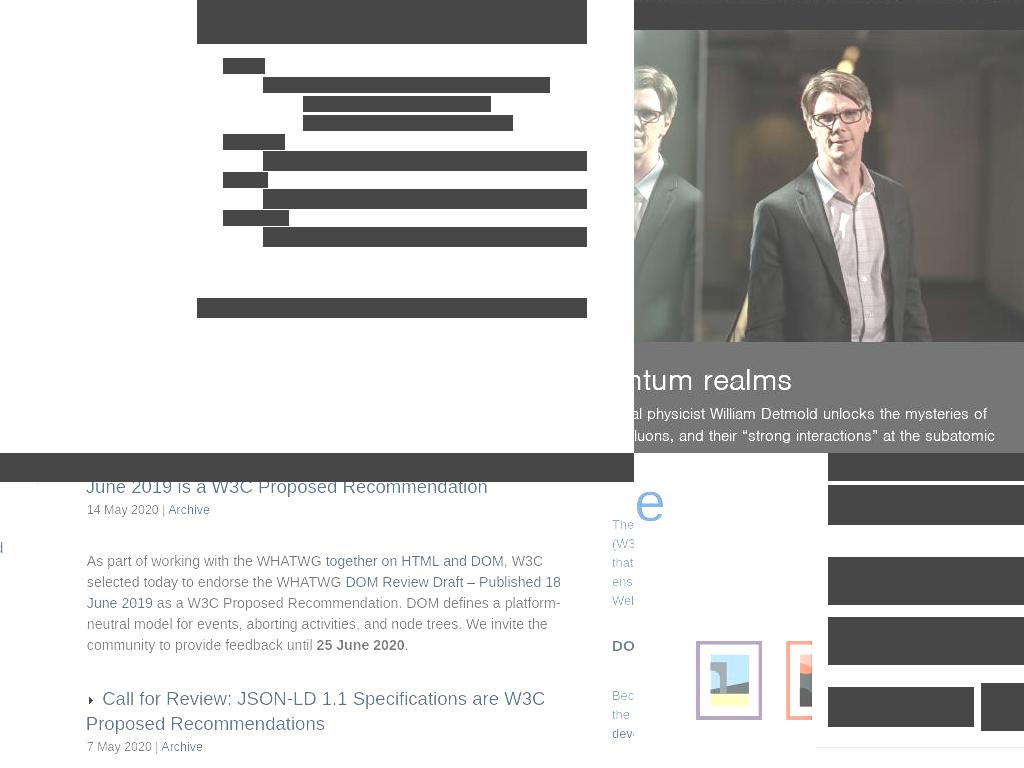 ntum realms
al physicist William Detmold unlocks the mysteries of
luons, and their “strong interactions” at the subatomic
June 2019 is a W3C Proposed Recommendation
14 May 2020 | Archive
As part of working with the WHATWG together on HTML and DOM, W3C
selected today to endorse the WHATWG DOM Review Draft – Published 18
June 2019 as a W3C Proposed Recommendation. DOM defines a platform-
neutral model for events, aborting activities, and node trees. We invite the
community to provide feedback until 25 June 2020.
Call for Review: JSON-LD 1.1 Specifications are W3C
Proposed Recommendations
7 May 2020 | Archive
d
The
(W3
that
ens
Wel
DO
Bec
the
deve
e